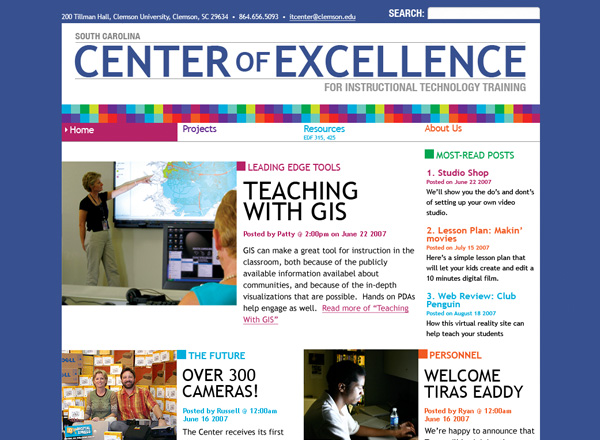 200 Tillman Hall, Clemson University, Clemson, SC 29634 • 864.656.5093 • itcenter@clemson.edu
SEARCH:
SOUTH CAROLINA
CENTER OF EXCELLENCE
FOR INSTRUCTIONAL TECHNOLOGY TRAINING
Home
Projects
Resources
EDF 315, 425
About Us
LEADING EDGE TOOLS
TEACHING
WITH GIS
Posted by Patty @ 2:00pm on June 22 2007
GIS can make a great tool for instruction in the
classroom, both because of the publicly
available information availabel about
communities, and because of the in-depth
visualizations that are possible. Hands on PDAs
help engage as well. Read more of “Teaching
With GIS”
MOST-READ POSTS
1. Studio Shop
Posted on June 22 2007
We’ll show you the do’s and dont’s
of setting up your own video
studio.
2. Lesson Plan: Makin’
movies
Posted on July 15 2007
Here’s a simple lesson plan that
will let your kids create and edit a
10 minutes digital film.
3. Web Review: Club
Penguin
Posted on August 18 2007
How this virtual reality site can
help teach your students
THE FUTURE
OVER 300
CAMERAS!
Posted by Russell @ 12:00am
June 16 2007
The Center receives its first
PERSONNEL
WELCOME
TIRAS EADDY
Posted by Ryan @ 12:00am
June 16 2007
We’re happy to announce that